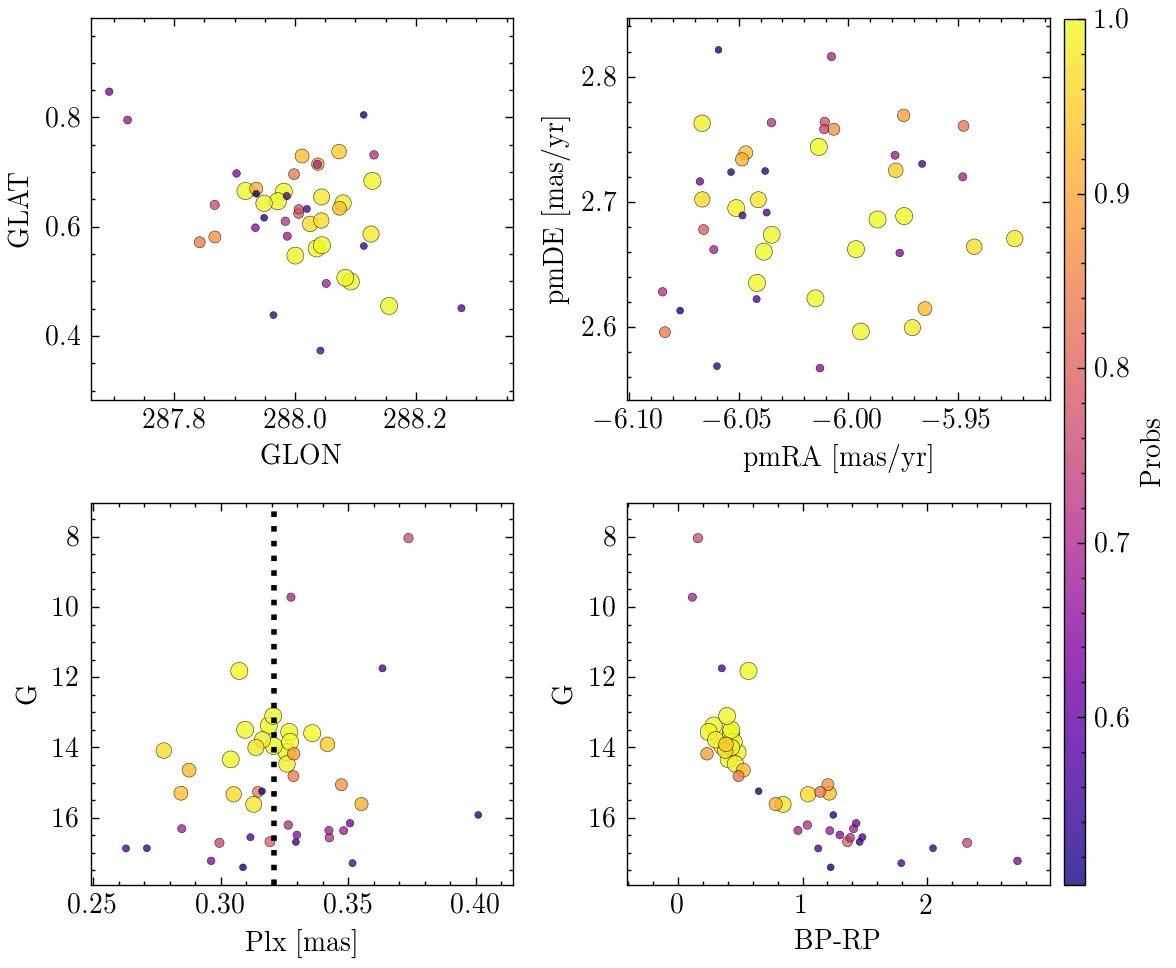 0.8
0.6
0.4
GLAT
287.8 288.0 288.2
GLON
2.8
2.7
2.6
pmDE [mas/yr]
−6.10 −6.05 −6.00 −5.95
pmRA [mas/yr]
1.0
0.9
0.8
0.7
0.6
Probs
8
10
12
14
16
G
0.25 0.30 0.35 0.40
Plx [mas]
8
10
12
14
16
G
0 1 2
BP-RP